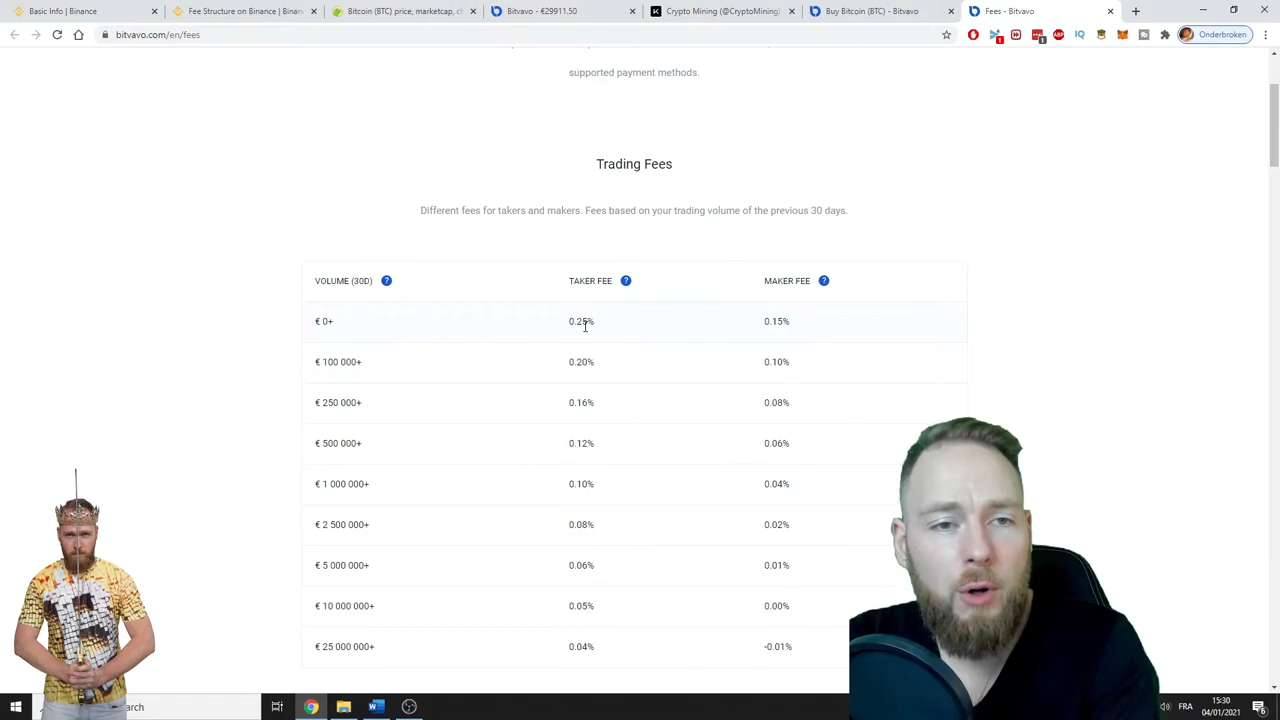 Basic Info | Binance
Fee Structure on Binance | Binan
Bitcoin (BTC) price, marketcap, ch
Bitvavo - €29911.50
Crypto Mining (@CryptoMining)
Buy Bitcoin (BTC) - Bitvavo
Fees - Bitvavo
bitvavo.com/en/fees
Onderbroken
supported payment methods.
Trading Fees
Different fees for takers and makers. Fees based on your trading volume of the previous 30 days.
VOLUME (30D) ? TAKER FEE ? MAKER FEE ?
€ 0+ 0.25% 0.15%
€ 100 000+ 0.20% 0.10%
€ 250 000+ 0.16% 0.08%
€ 500 000+ 0.12% 0.06%
€ 1 000 000+ 0.10% 0.04%
€ 2 500 000+ 0.08% 0.02%
€ 5 000 000+ 0.06% 0.01%
€ 10 000 000+ 0.05% 0.00%
€ 25 000 000+ 0.04% -0.01%
arch
FRA
15:30
04/01/2021